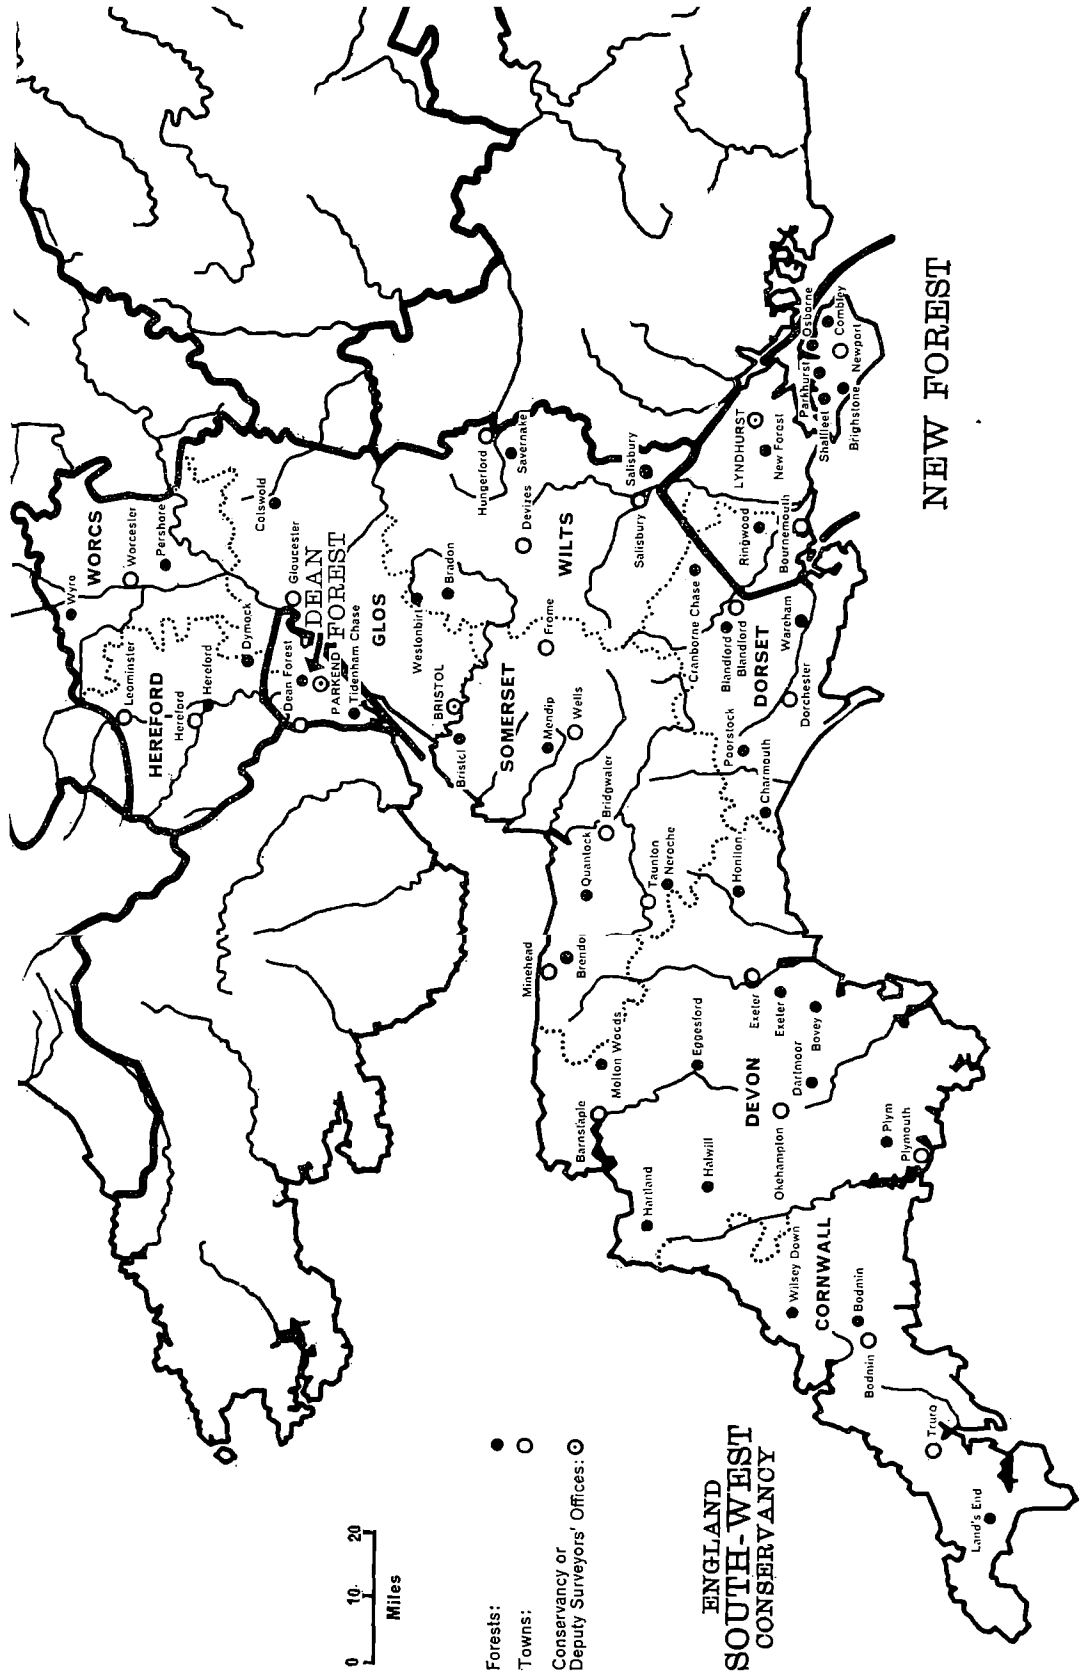 ENGLAND
SOUTH-WEST
CONSERVANCY
0 10 20
Miles
Forests:
Towns:
Conservancy or
Deputy Surveyors' Offices:
NEW FOREST
DEAN
FOREST
WORCS
Wyre
Worcester
Pershore
HEREFORD
Leominster
Hereford
Hereford
Dymock
GLOS
Colswold
Gloucester
Dean Forest
PARKEND
Tidenham Chase
Westonbirt
BRISTOL
Bristol
WILTS
Bradon
Hungerford
Savernake
Devizes
Salisbury
Salisbury
SOMERSET
Frome
Mendip
Wells
Bridgwater
Quantock
Taunton
Neroche
Minehead
Brendol
DORSET
Cranborne Chase
Blandford
Blandford
Wareham
Dorchester
Poorstock
Charmouth
Ringwood
Bournemouth
LYNDHURST
New Forest
Parkhurst
Osborne
Combley
Newport
Shalfleet
Brighstone
DEVON
Honilon
Molton Woods
Eggesford
Exeter
Exeter
Bovey
Dartmoor
Barnstaple
Okehampton
Halwill
Hartland
Plym
Plymouth
CORNWALL
Wilsey Down
Bodmin
Bodmin
Truro
Land's End